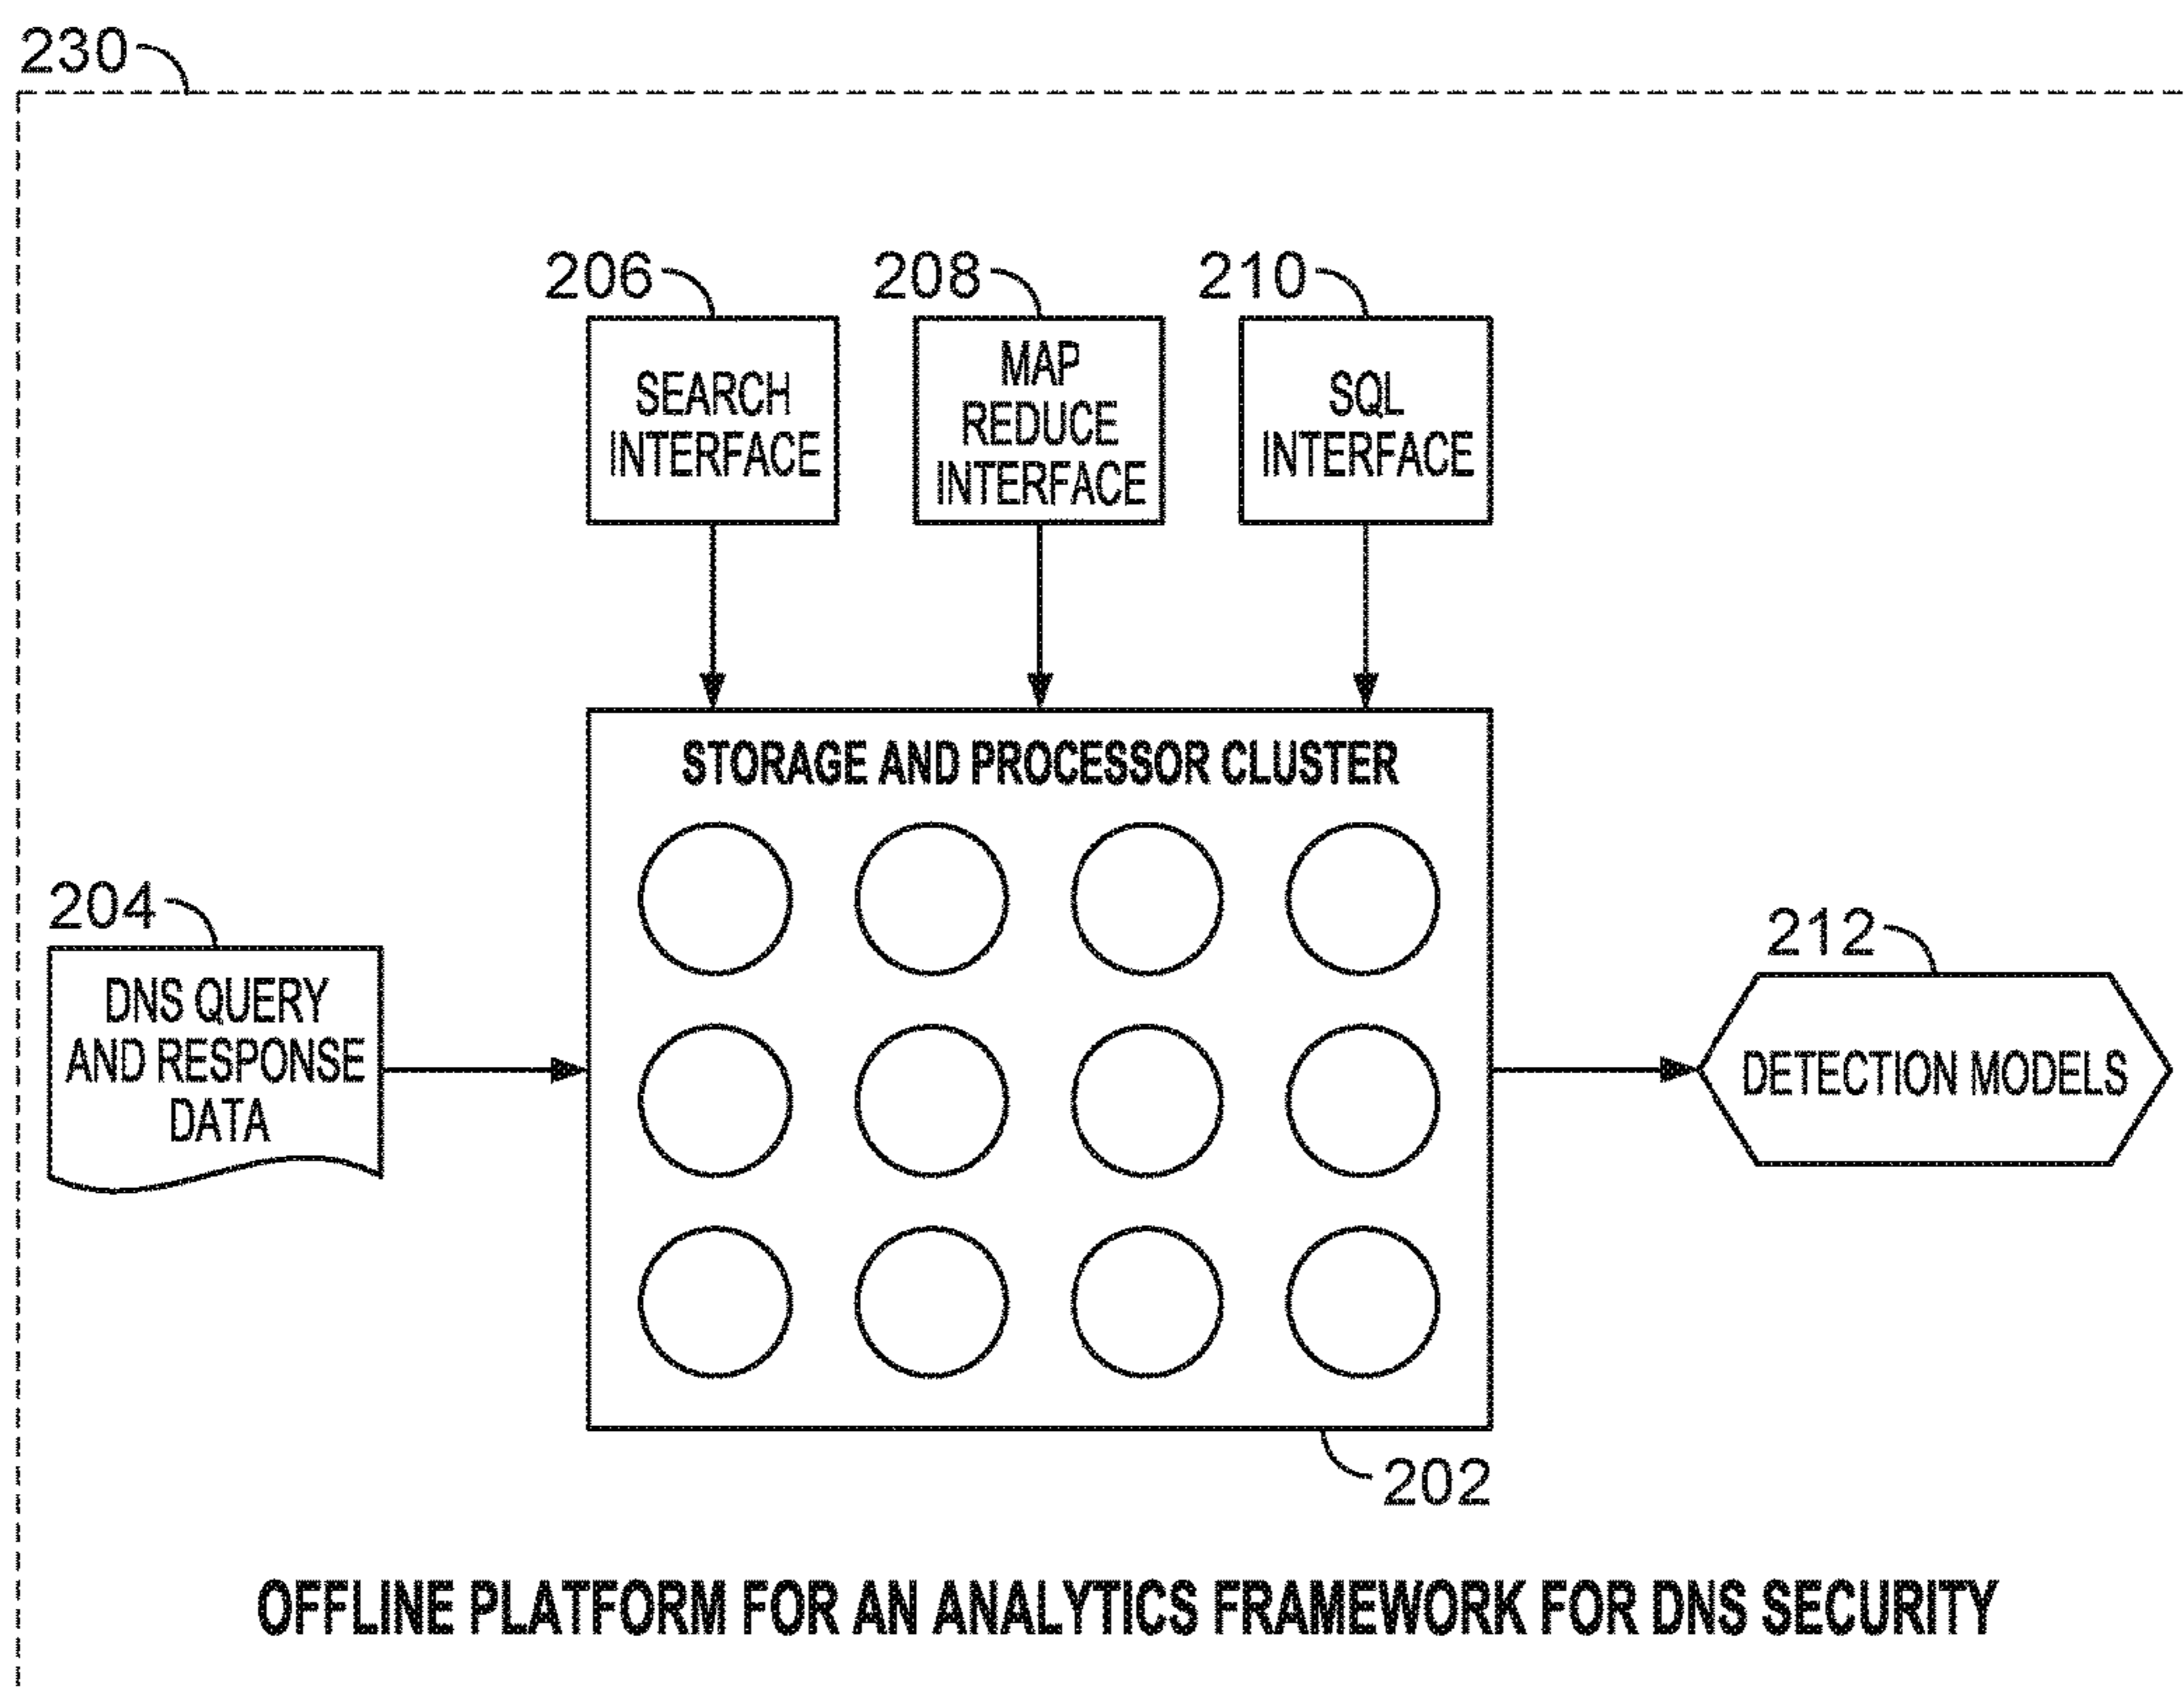 230
206
208
210
SEARCH
INTERFACE
MAP
REDUCE
INTERFACE
SQL
INTERFACE
STORAGE AND PROCESSOR CLUSTER
204
DNS QUERY
AND RESPONSE
DATA
212
DETECTION MODELS
202
OFFLINE PLATFORM FOR AN ANALYTICS FRAMEWORK FOR DNS SECURITY